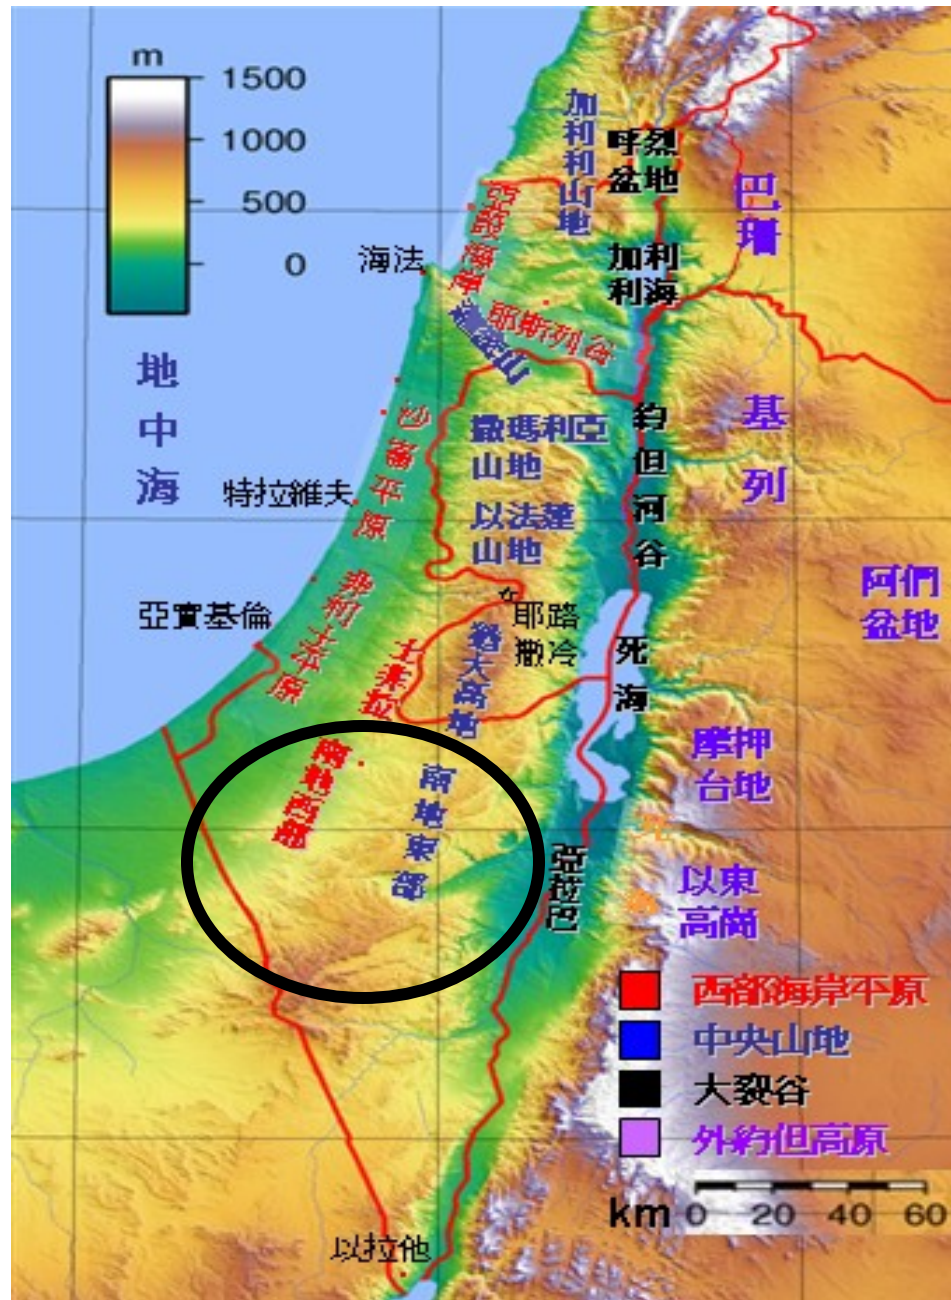 m
1500
1000
500
0
加利利山地
呼烈
盆地
巴珊
亞設海岸
海法
加利
利海
耶斯列谷
迦密山
地中海
沙崙平原
撒瑪利亞
山地
約但河谷
基列
特拉維夫
以法蓮
山地
非利士平原
阿們
盆地
亞實基倫
耶路
撒冷
士非拉
猶大高地
死海
摩押
台地
南地西部
南地東部
亞拉巴
以東
高崗
西部海岸平原
中央山地
大裂谷
外約但高原
km 0 20 40 60
以拉他